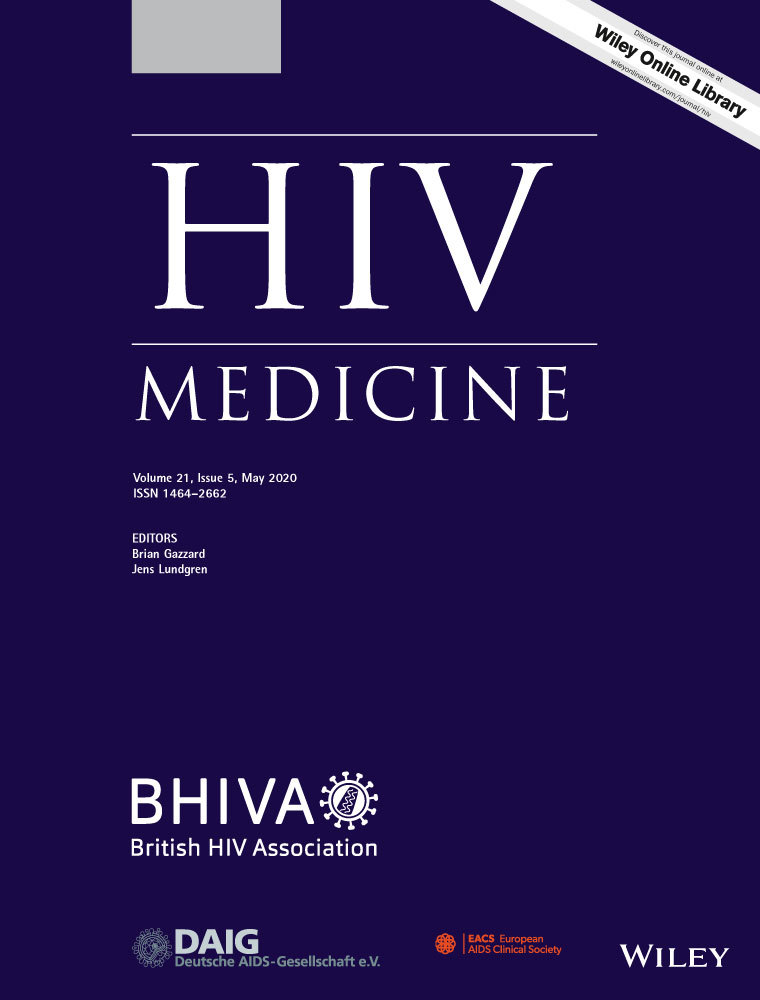 Discover this journal online at
Wiley Online Library
wileyonlinelibrary.com/journal/hiv
HIV
MEDICINE
Volume 21, Issue 5, May 2020
ISSN 1464–2662
EDITORS
Brian Gazzard
Jens Lundgren
BHIVA
British HIV Association
DAIG
Deutsche AIDS-Gesellschaft e.V.
EACS European
AIDS Clinical Society
WILEY